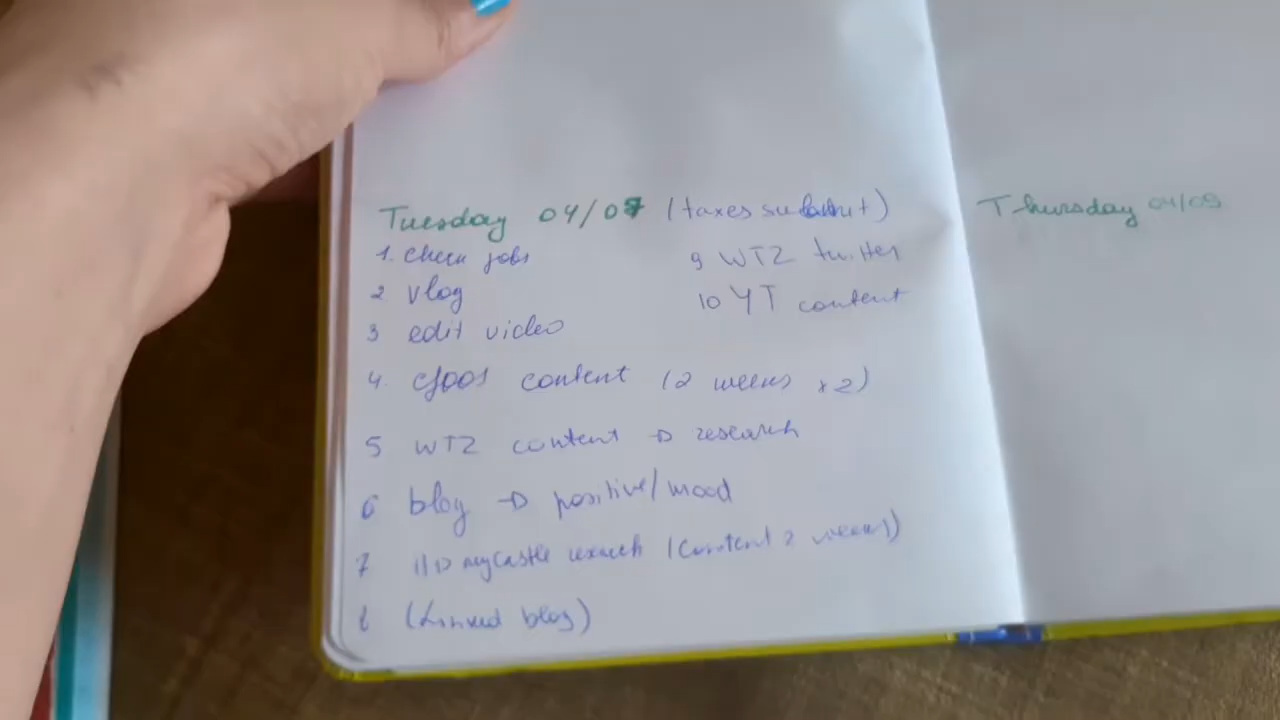 Tuesday 04/07 (taxes submit)
1. check jobs
2 vlog
3 edit video
4. content (2 weeks x2)
5 WTZ content → research
6 blog → positive/mood
7 mycastle research (content 2 weeks)
8 (Linked blog)
9 WTZ twitter
10 YT content
Thursday 04/09